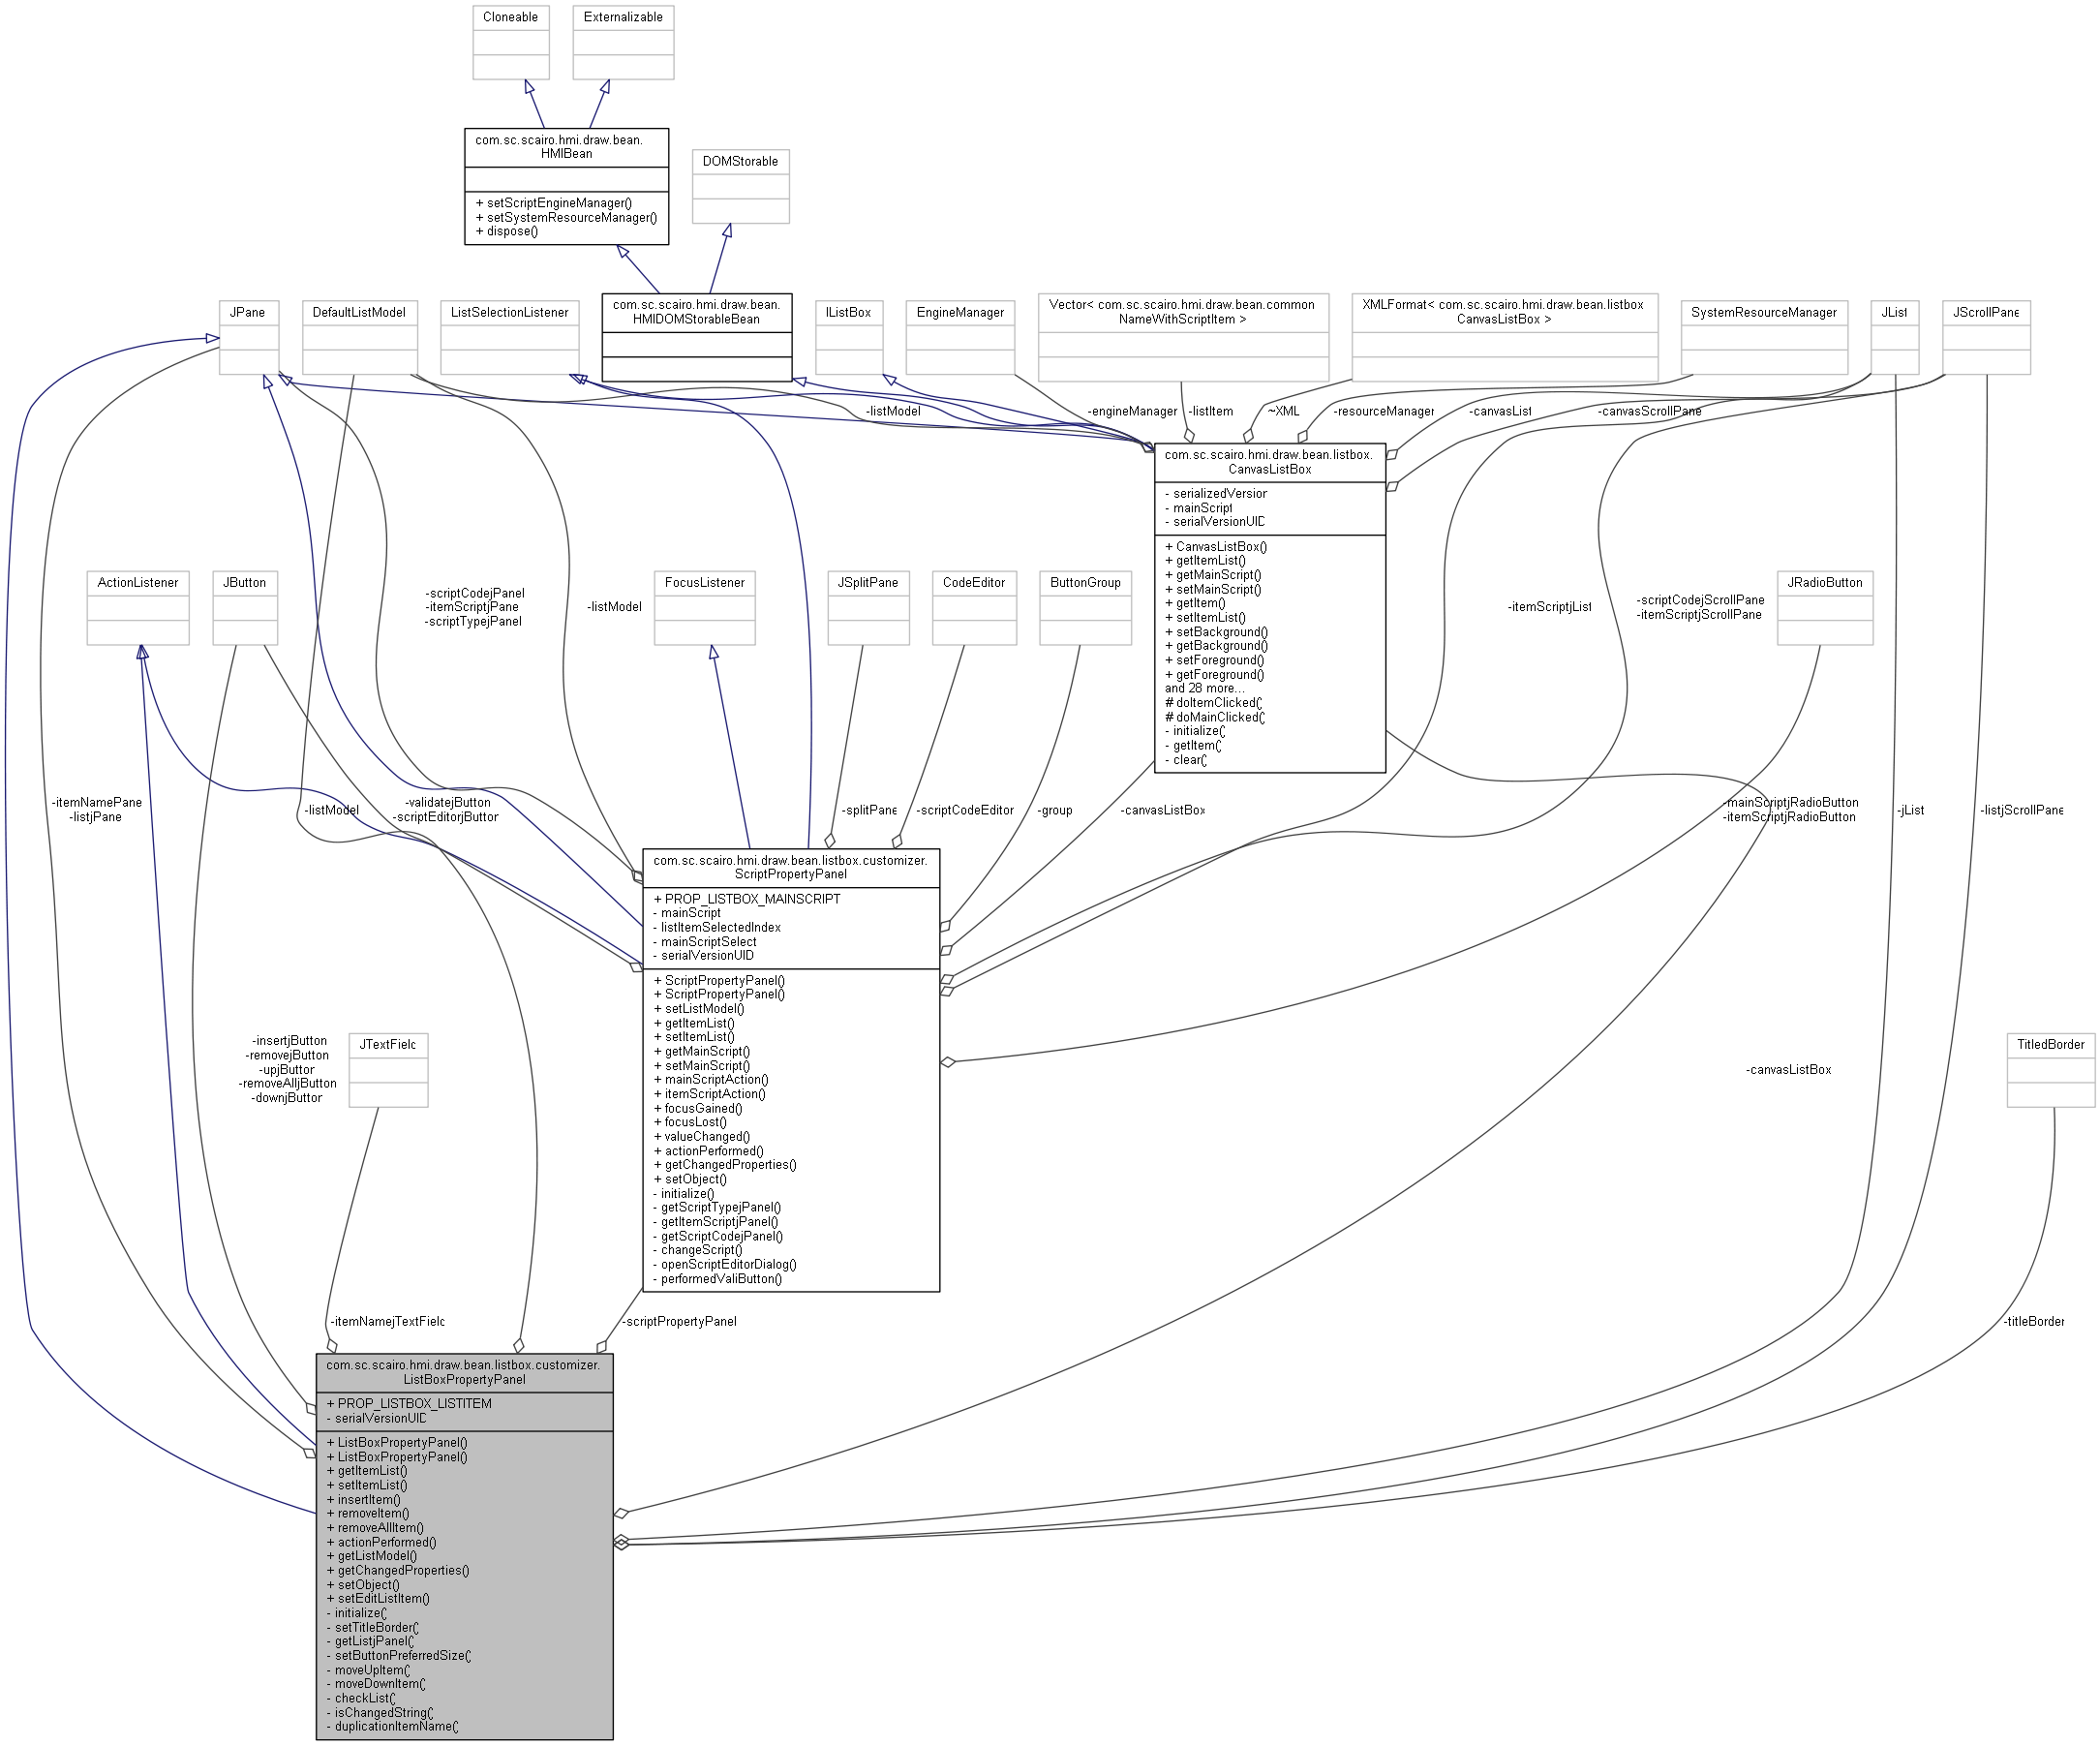 Cloneable
Externalizable
com.sc.scairo.hmi.draw.bean.
HMIBean
+ setScriptEngineManager()
+ setSystemResourceManager()
+ dispose()
DOMStorable
JPane
DefaultListModel
ListSelectionListener
com.sc.scairo.hmi.draw.bean.
HMIDOMStorableBean
IListBox
EngineManager
Vector< com.sc.scairo.hmi.draw.bean.common
NameWithScriptItem >
XMLFormat< com.sc.scairo.hmi.draw.bean.listbox
CanvasListBox >
SystemResourceManager
JList
JScrollPane
-listModel
-engineManager
-listItem
~XML
-resourceManager
-canvasList
-canvasScrollPane
com.sc.scairo.hmi.draw.bean.listbox.
CanvasListBox
- serializedVersion
- mainScript
- serialVersionUID
+ CanvasListBox()
+ getItemList()
+ getMainScript()
+ setMainScript()
+ getItem()
+ setItemList()
+ setBackground()
+ getBackground()
+ setForeground()
+ getForeground()
and 28 more...
# doItemClicked(
# doMainClicked(
- initialize(
- getItem(
- clear(
ActionListener
JButton
-scriptCodejPanel
-itemScriptjPane
-scriptTypejPanel
-listModel
FocusListener
JSplitPane
CodeEditor
ButtonGroup
-itemScriptjList
-scriptCodejScrollPane
-itemScriptjScrollPane
JRadioButton
-itemNamePane
-listjPane
-listModel
-validatejButton
-scriptEditorjButtor
-splitPane
-scriptCodeEditor
-group
-canvasListBox
-mainScriptjRadioButton
-itemScriptjRadioButton
-jList
-listjScrollPane
com.sc.scairo.hmi.draw.bean.listbox.customizer.
ScriptPropertyPanel
+ PROP_LISTBOX_MAINSCRIPT
- mainScript
- listItemSelectedIndex
- mainScriptSelect
- serialVersionUID
+ ScriptPropertyPanel()
+ ScriptPropertyPanel()
+ setListModel()
+ getItemList()
+ setItemList()
+ getMainScript()
+ setMainScript()
+ mainScriptAction()
+ itemScriptAction()
+ focusGained()
+ focusLost()
+ valueChanged()
+ actionPerformed()
+ getChangedProperties()
+ setObject()
- initialize()
- getScriptTypejPanel()
- getItemScriptjPanel()
- getScriptCodejPanel()
- changeScript()
- openScriptEditorDialog()
- performedValiButton()
-insertjButton
-removejButton
-upjButtor
-removeAlljButton
-downjButtor
JTextFielc
-canvasListBox
TitledBorder
-itemNamejTextFielc
-scriptPropertyPanel
-titleBorder
com.sc.scairo.hmi.draw.bean.listbox.customizer.
ListBoxPropertyPanel
+ PROP_LISTBOX_LISTITEM
- serialVersionUID
+ ListBoxPropertyPanel()
+ ListBoxPropertyPanel()
+ getItemList()
+ setItemList()
+ insertItem()
+ removeItem()
+ removeAllItem()
+ actionPerformed()
+ getListModel()
+ getChangedProperties()
+ setObject()
+ setEditListItem()
- initialize(
- setTitleBorder(
- getListjPanel(
- setButtonPreferredSize(
- moveUpItem(
- moveDownItem(
- checkList(
- isChangedString(
- duplicationItemName(